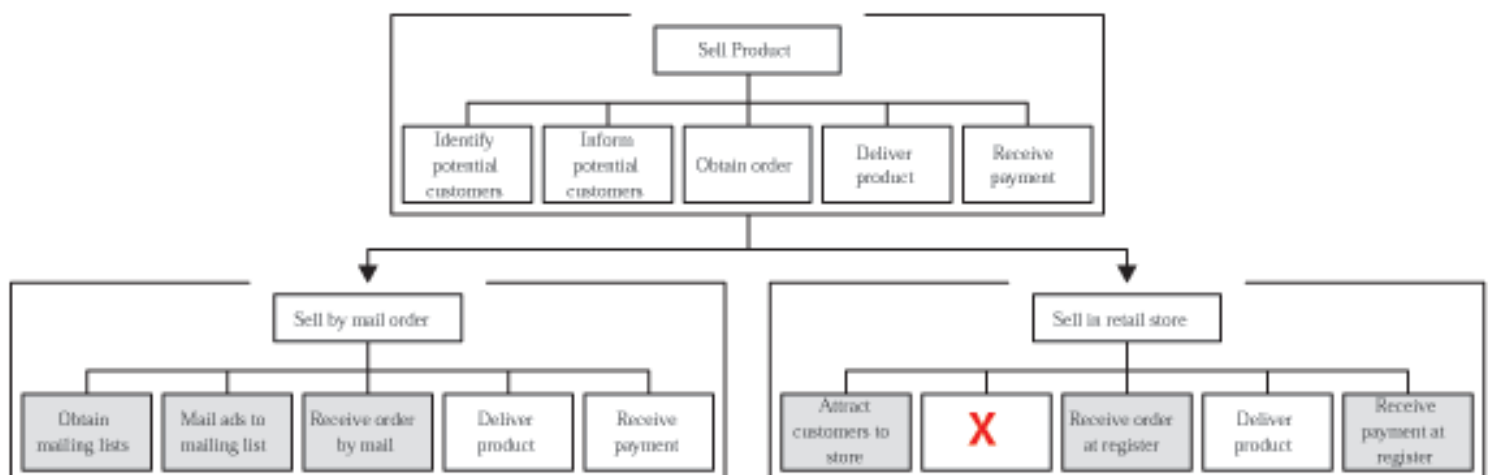 Sell Product
Identify
potential
customers
Inform
potential
customers
Obtain order
Deliver
product
Receive
payment
Sell by mail order
Obtain
mailing lists
Mail ads to
mailing list
Receive order
by mail
Deliver
product
Receive
payment
Sell in retail store
Attract
customers to
store
X
Receive order
at register
Deliver
product
Receive
payment at
register